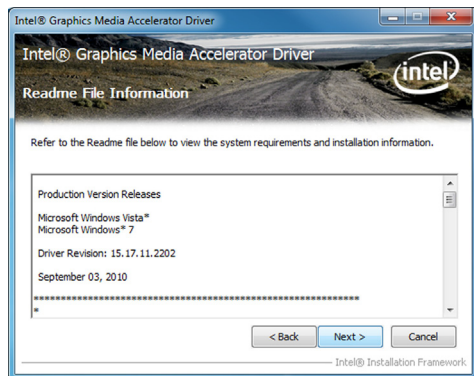 Intel® Graphics Media Accelerator Driver
Intel® Graphics Media Accelerator Driver
intel
Readme File Information
Refer to the Readme file below to view the system requirements and installation information.
Production Version Releases
Microsoft Windows Vista*
Microsoft Windows* 7
Driver Revision: 15.17.11.2202
September 03, 2010
************************************************************
*
< Back Next > Cancel
Intel® Installation Framework